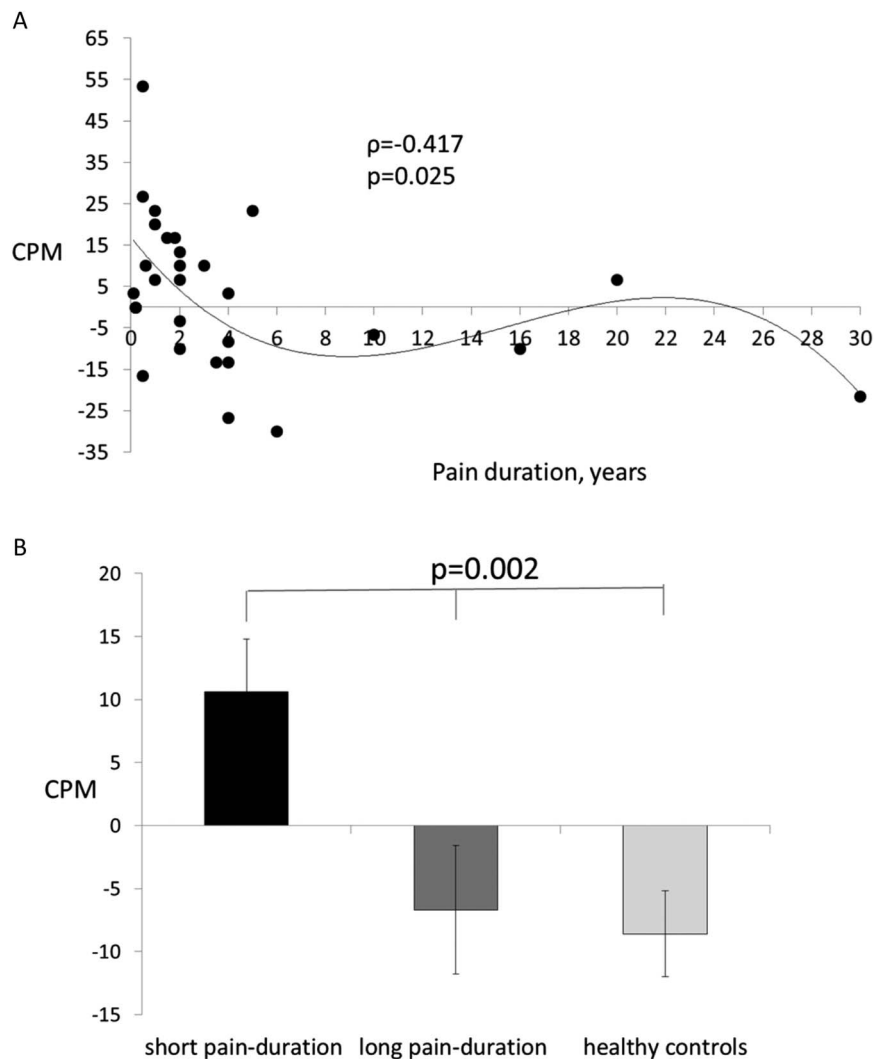 A
65
55
45
35
25
15
5
-5
-15
-25
-35
CPM
ρ=-0.417
p=0.025
0 2 4 6 8 10 12 14 16 18 20 22 24 26 28 30
Pain duration, years
B
p=0.002
20
15
10
5
0
-5
-10
-15
CPM
short pain-duration long pain-duration healthy controls